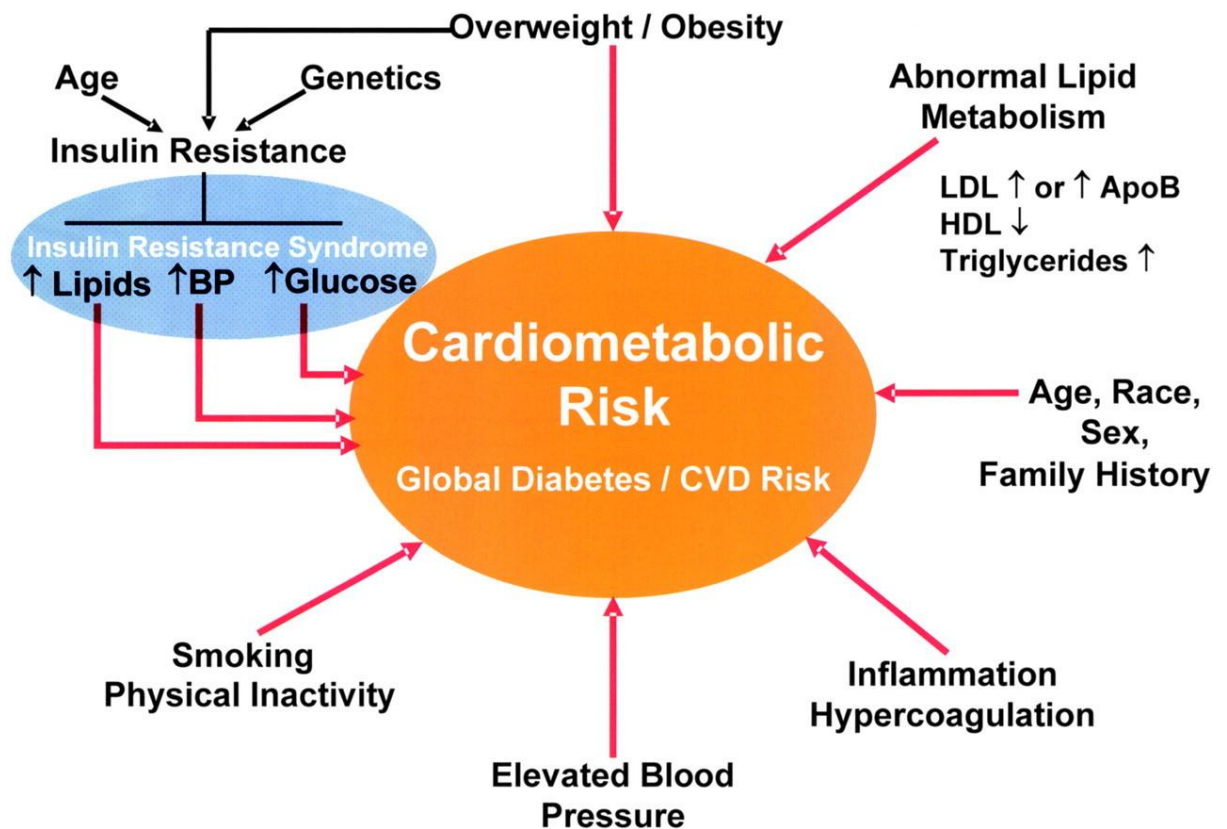 Overweight / Obesity
Age
Genetics
Insulin Resistance
Insulin Resistance Syndrome
↑ Lipids ↑BP ↑Glucose
Abnormal Lipid
Metabolism
LDL ↑ or ↑ ApoB
HDL ↓
Triglycerides ↑
Cardiometabolic
Risk
Global Diabetes / CVD Risk
Age, Race,
Sex,
Family History
Smoking
Physical Inactivity
Inflammation
Hypercoagulation
Elevated Blood
Pressure